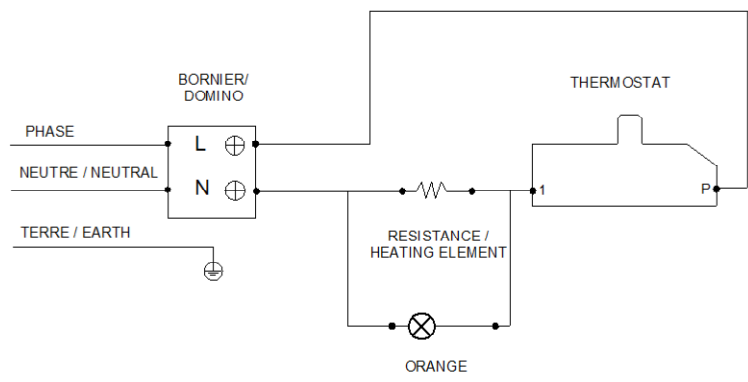 BORNIER/
DOMINO
THERMOSTAT
PHASE
L
NEUTRE / NEUTRAL
N
1
P
TERRE / EARTH
RESISTANCE /
HEATING ELEMENT
ORANGE